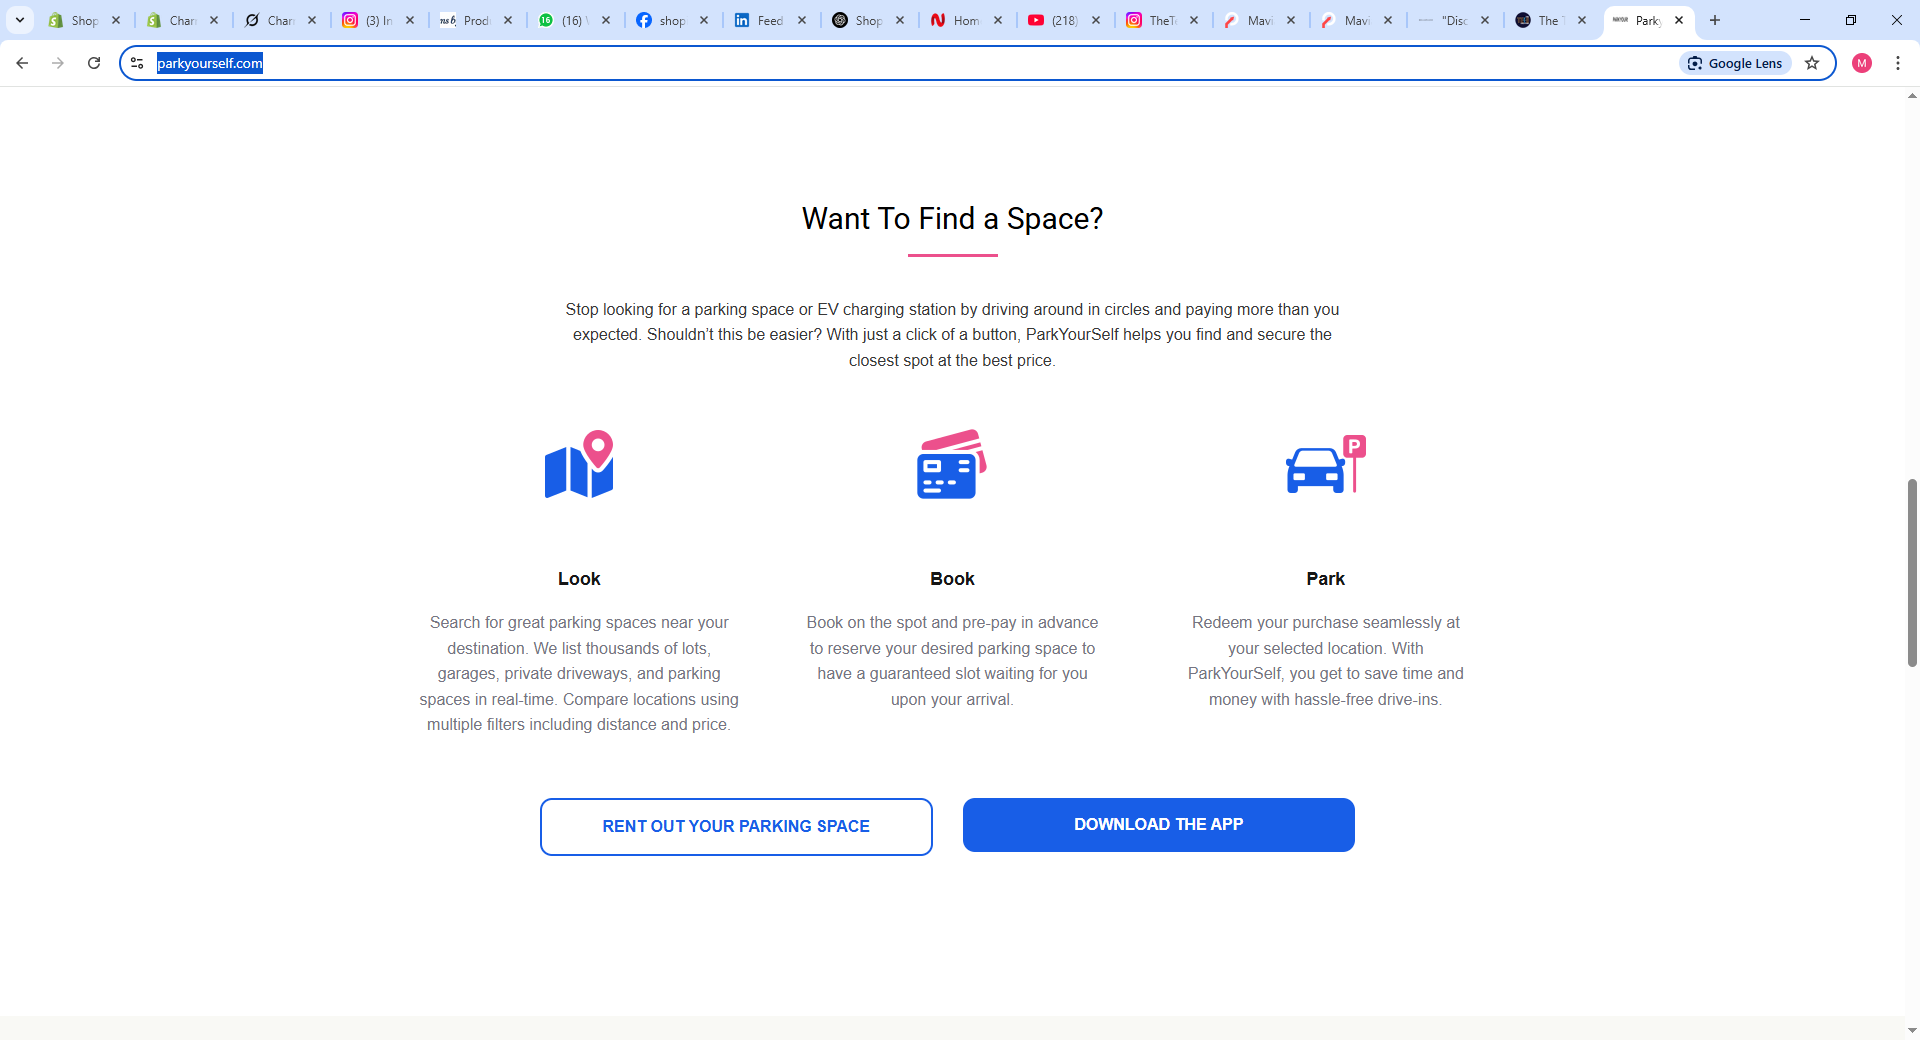 Shop
Char
Char
(3) In
ns b
Prod
16
(16)
shop
Feed
Shop
Hom
(218)
TheTe
Mavi
Mavi
"Disc
The T
Park
parkyourself.com
Google Lens
M
Want To Find a Space?
Stop looking for a parking space or EV charging station by driving around in circles and paying more than you
expected. Shouldn’t this be easier? With just a click of a button, ParkYourSelf helps you find and secure the
closest spot at the best price.
P
Look
Book
Park
Search for great parking spaces near your
destination. We list thousands of lots,
garages, private driveways, and parking
spaces in real-time. Compare locations using
multiple filters including distance and price.
Book on the spot and pre-pay in advance
to reserve your desired parking space to
have a guaranteed slot waiting for you
upon your arrival.
Redeem your purchase seamlessly at
your selected location. With
ParkYourSelf, you get to save time and
money with hassle-free drive-ins.
RENT OUT YOUR PARKING SPACE
DOWNLOAD THE APP